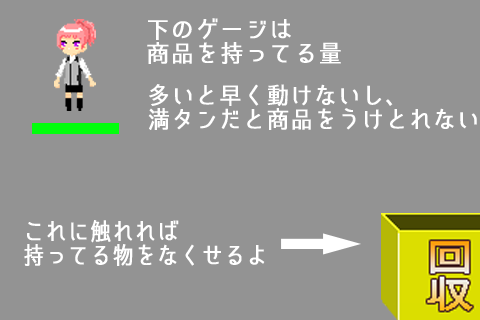 下のゲージは
商品を持ってる量
多いと早く動けないし、
満タンだと商品をうけとれない
これに触れれば
持ってる物をなくせるよ
回収